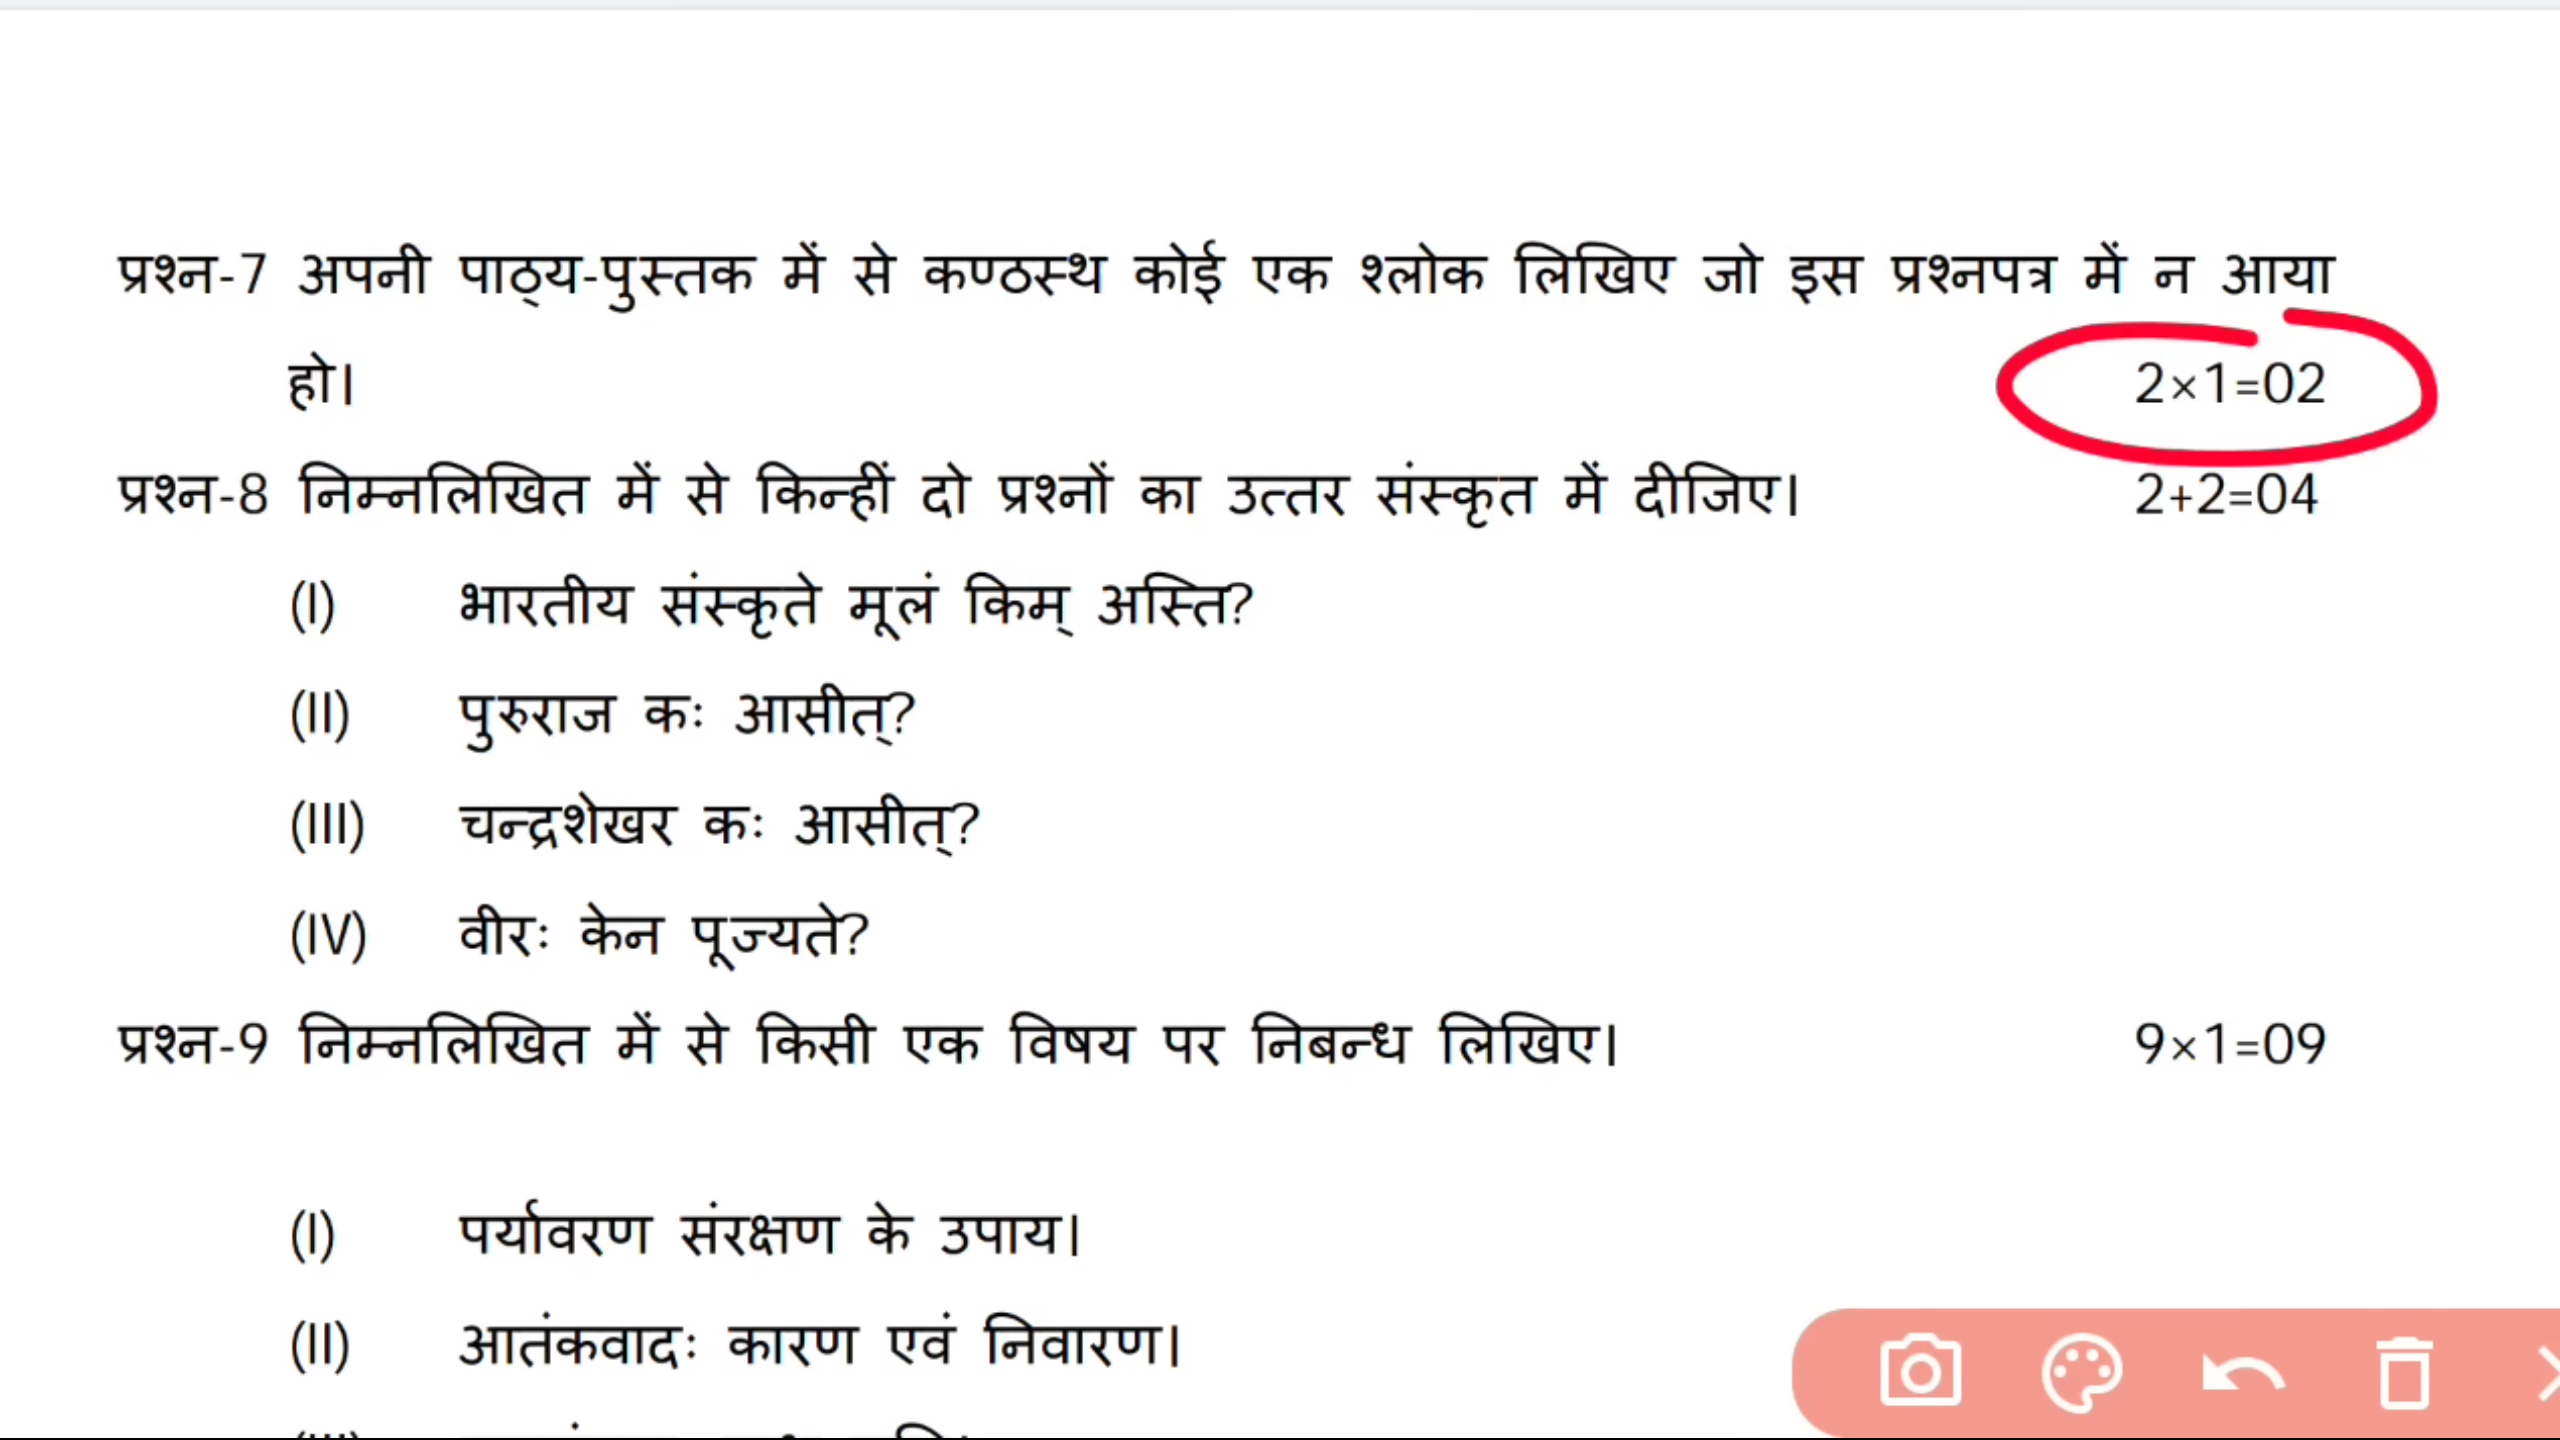 प्रश्न-7 अपनी पाठ्य-पुस्तक में से कण्ठस्थ कोई एक श्लोक लिखिए जो इस प्रश्नपत्र में न आया
हो। 2×1=02
प्रश्न-8 निम्नलिखित में से किन्हीं दो प्रश्नों का उत्तर संस्कृत में दीजिए। 2+2=04
(I) भारतीय संस्कृते मूलं किम् अस्ति?
(II) पुरुराज कः आसीत्?
(III) चन्द्रशेखर कः आसीत्?
(IV) वीरः केन पूज्यते?
प्रश्न-9 निम्नलिखित में से किसी एक विषय पर निबन्ध लिखिए। 9×1=09
(I) पर्यावरण संरक्षण के उपाय।
(II) आतंकवादः कारण एवं निवारण।